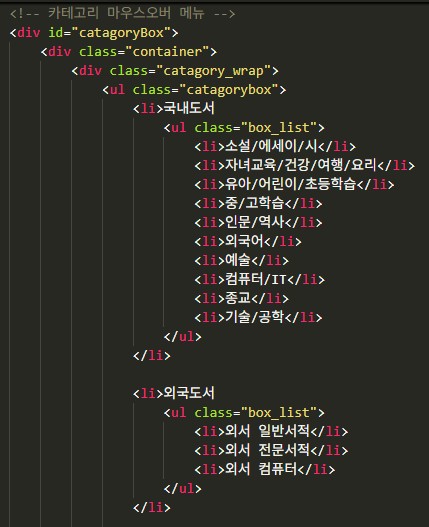 <!-- 카테고리 마우스오버 메뉴 -->
<div id="catagoryBox">
<div class="container">
<div class="catagory_wrap">
<ul class="catagorybox">
<li>국내도서
<ul class="box_list">
<li>소설/에세이/시</li>
<li>자녀교육/건강/여행/요리</li>
<li>유아/어린이/초등학습</li>
<li>중/고학습</li>
<li>인문/역사</li>
<li>외국어</li>
<li>예술</li>
<li>컴퓨터/IT</li>
<li>종교</li>
<li>기술/공학</li>
</ul>
</li>
<li>외국도서
<ul class="box_list">
<li>외서 일반서적</li>
<li>외서 전문서적</li>
<li>외서 컴퓨터</li>
</ul>
</li>